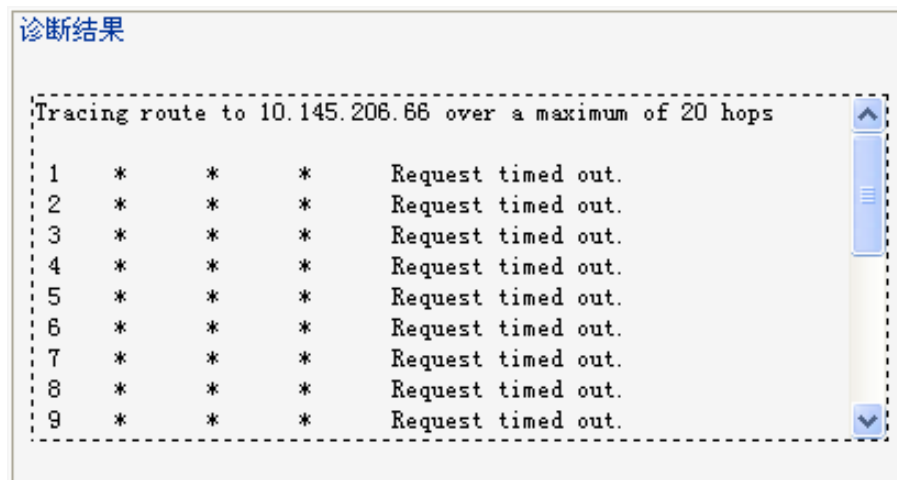 诊断结果
Tracing route to 10.145.206.66 over a maximum of 20 hops
1 * * * Request timed out.
2 * * * Request timed out.
3 * * * Request timed out.
4 * * * Request timed out.
5 * * * Request timed out.
6 * * * Request timed out.
7 * * * Request timed out.
8 * * * Request timed out.
9 * * * Request timed out.